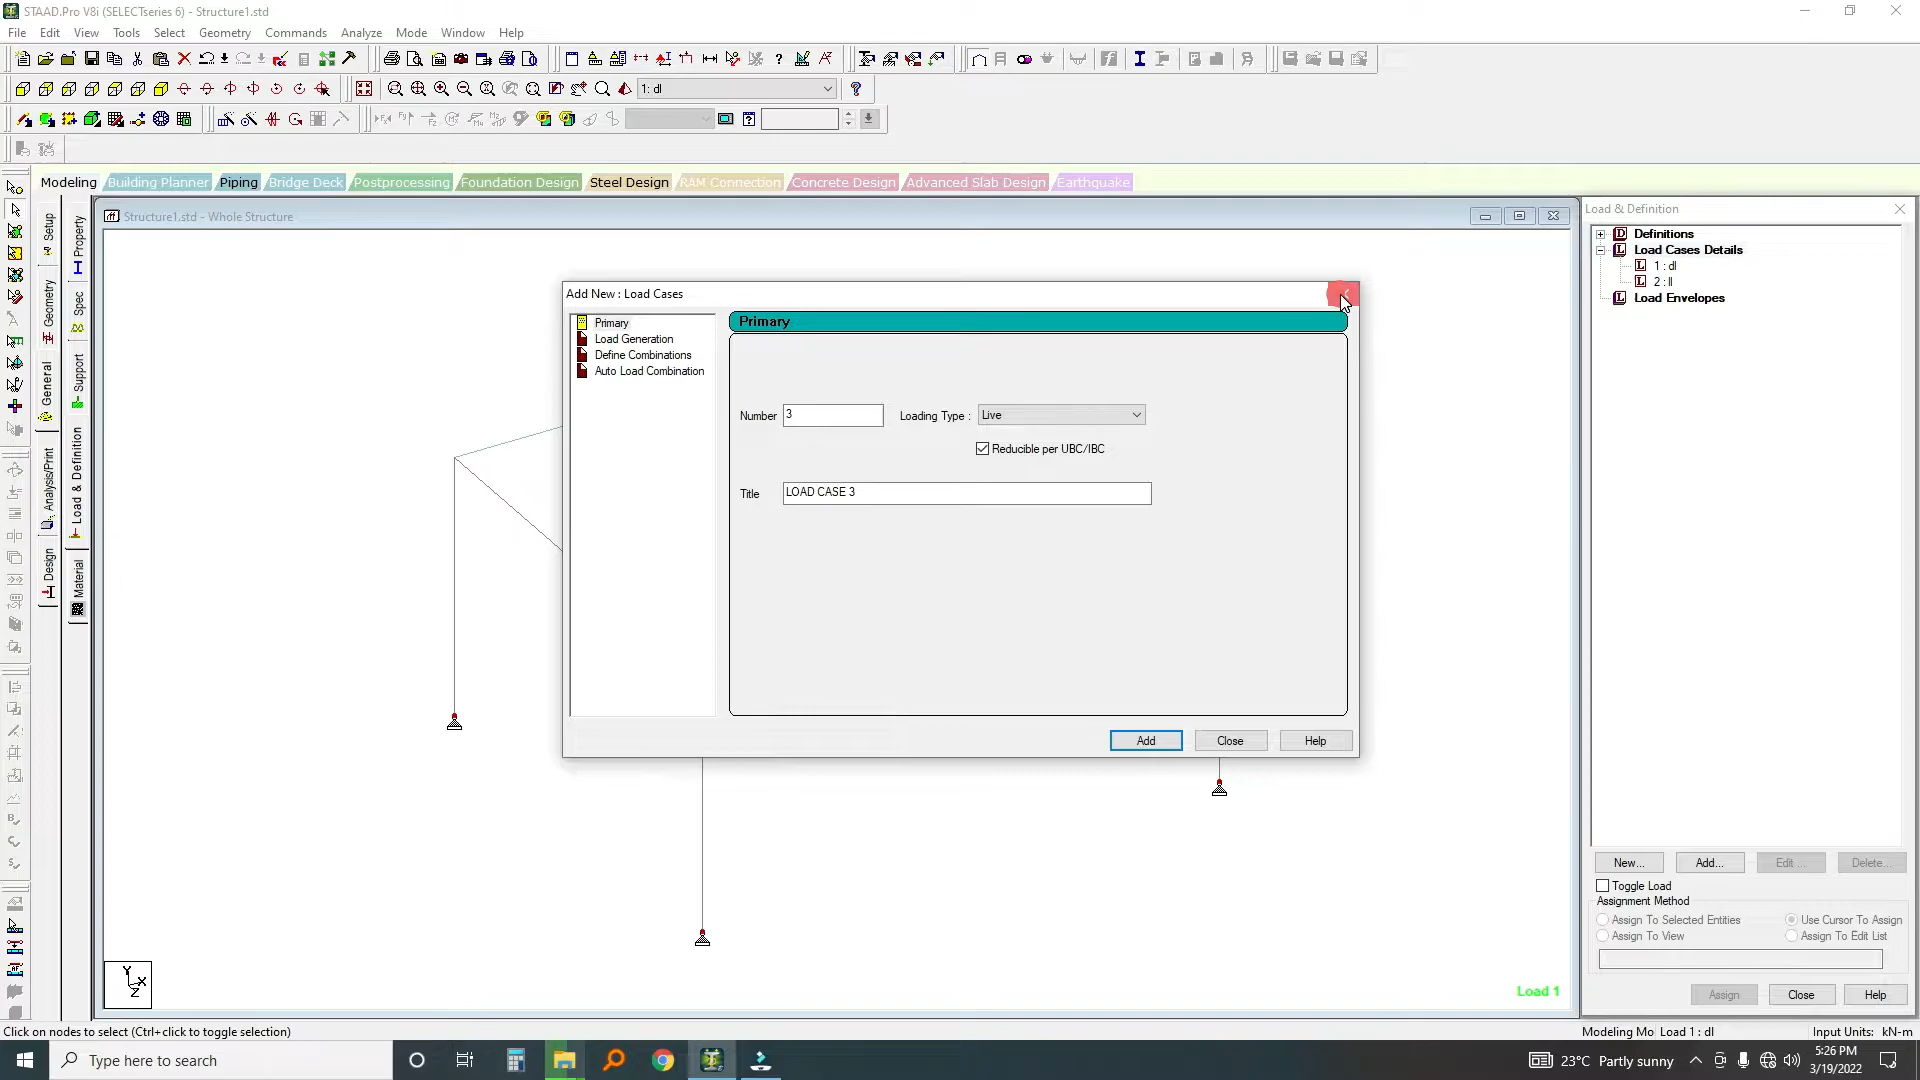 STAAD.Pro V8i (SELECTseries 6) - Structure1.std
File Edit View Tools Select Geometry Commands Analyze Mode Window Help
1: dl
Modeling Building Planner Piping Bridge Deck Postprocessing Foundation Design Steel Design RAM Connection Concrete Design Advanced Slab Design Earthquake
Structure1.std - Whole Structure
Setup
Geometry
General
Analysis/Print
Design
Property
Spec
Support
Load & Definition
Material
Add New : Load Cases
Primary
Load Generation
Define Combinations
Auto Load Combination
Primary
Number 3 Loading Type : Live
Reducible per UBC/IBC
Title LOAD CASE 3
Add Close Help
Y
X
Z
Load 1
Load & Definition
Definitions
Load Cases Details
1 : dl
2 : ll
Load Envelopes
New... Add... Edit ... Delete...
Toggle Load
Assignment Method
Assign To Selected Entities Use Cursor To Assign
Assign To View Assign To Edit List
Assign Close Help
Click on nodes to select (Ctrl+click to toggle selection) Modeling Mo Load 1 : dl Input Units: kN-m
Type here to search 23°C Partly sunny 5:26 PM
3/19/2022